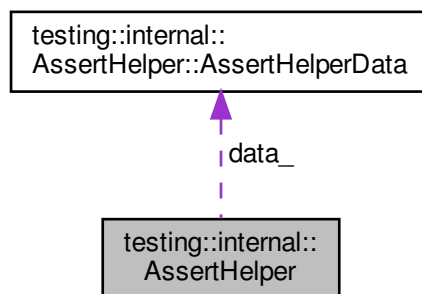 testing::internal::
AssertHelper::AssertHelperData
data_
testing::internal::
AssertHelper